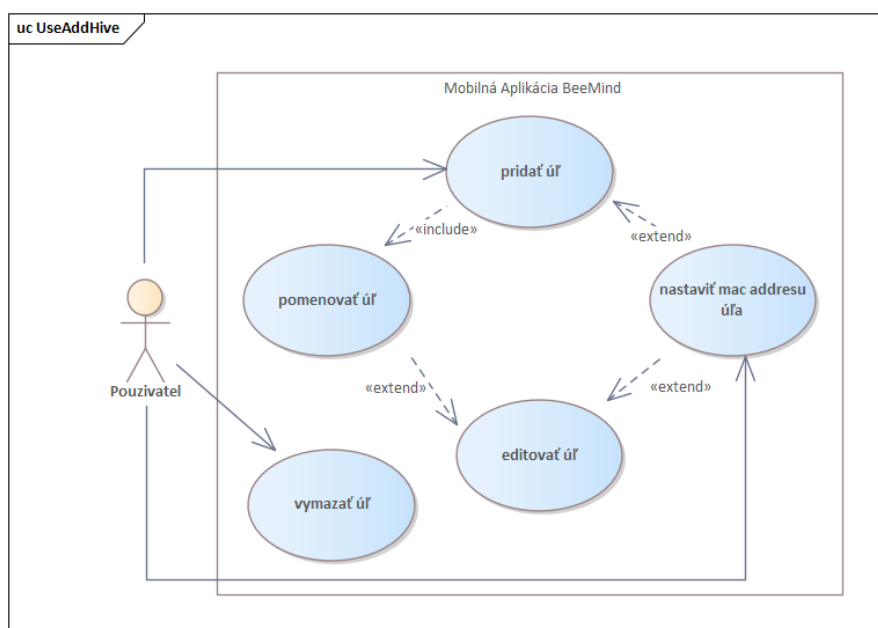 uc UseAddHive
Mobilná Aplikácia BeeMind
pridať úľ
«include»
«extend»
pomenovať úľ
nastaviť mac addresu
úľa
Pouzivatel
«extend»
«extend»
editovať úľ
vymazať úľ